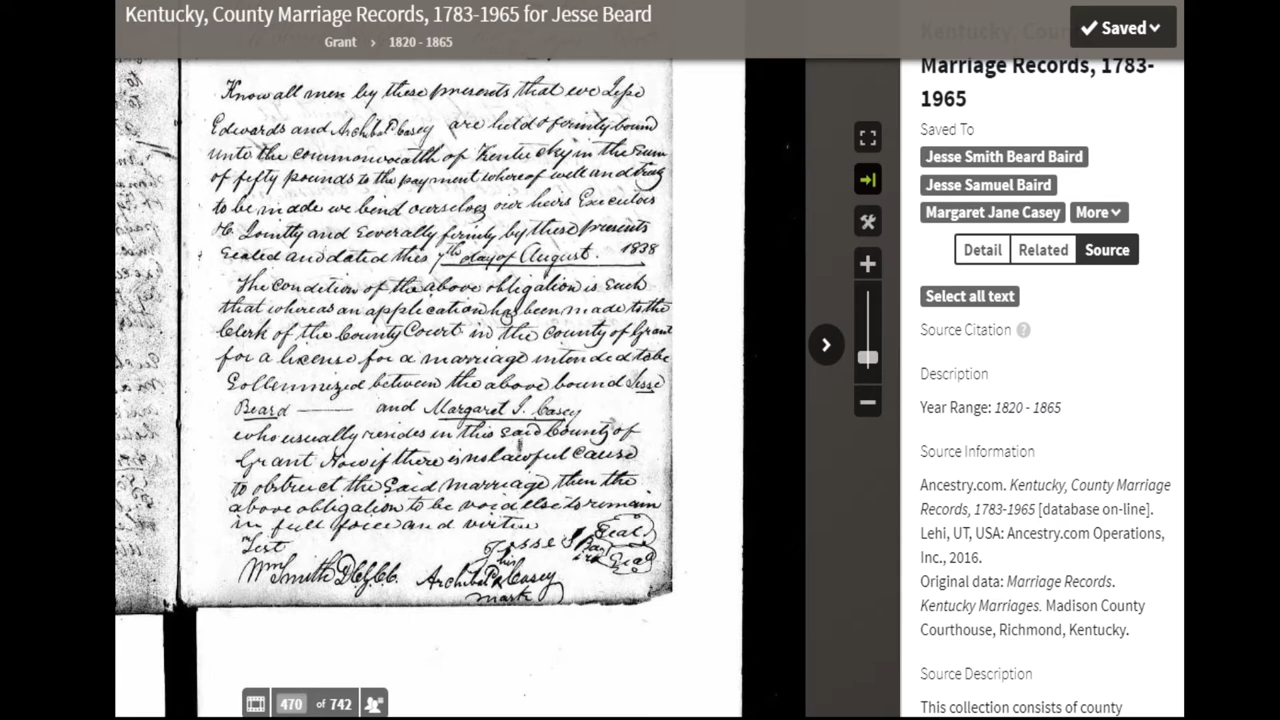 Kentucky, County Marriage Records, 1783-1965 for Jesse Beard
Grant > 1820 - 1865
Saved
Know all men by these presents that we Jesse
Edwards and Archibd P Casey are held & firmly bound
unto the commonwealth of Kentucky in the Sum
of fifty pounds to the payment whereof well and truly
to be made we bind ourselves our heirs Executors
&c Jointly and Severally firmly by these presents
Sealed and dated this 7th day of August. 1838
The condition of the above obligation is Such
that whereas an application has been made to the
Clerk of the County Court in the County of Grant
for a license for a marriage intended to be
Sollemnized between the above bound Jesse
Beard and Margaret J. Casey
who usually resides in this Said County of
Grant Now if there is no lawful Cause
to obstruct the Said marriage then the
above obligation to be void else to remain
in full force and virtue
Test
Jesse S Seal
his
Wm Smith
Archibd P Casey Seal
mark
470 of 742
Kentucky, County
Marriage Records, 1783-
1965
Saved To
Jesse Smith Beard Baird
Jesse Samuel Baird
Margaret Jane Casey More
Detail Related Source
Select all text
Source Citation ?
Description
Year Range: 1820 - 1865
Source Information
Ancestry.com. Kentucky, County Marriage
Records, 1783-1965 [database on-line].
Lehi, UT, USA: Ancestry.com Operations,
Inc., 2016.
Original data: Marriage Records.
Kentucky Marriages. Madison County
Courthouse, Richmond, Kentucky.
Source Description
This collection consists of county